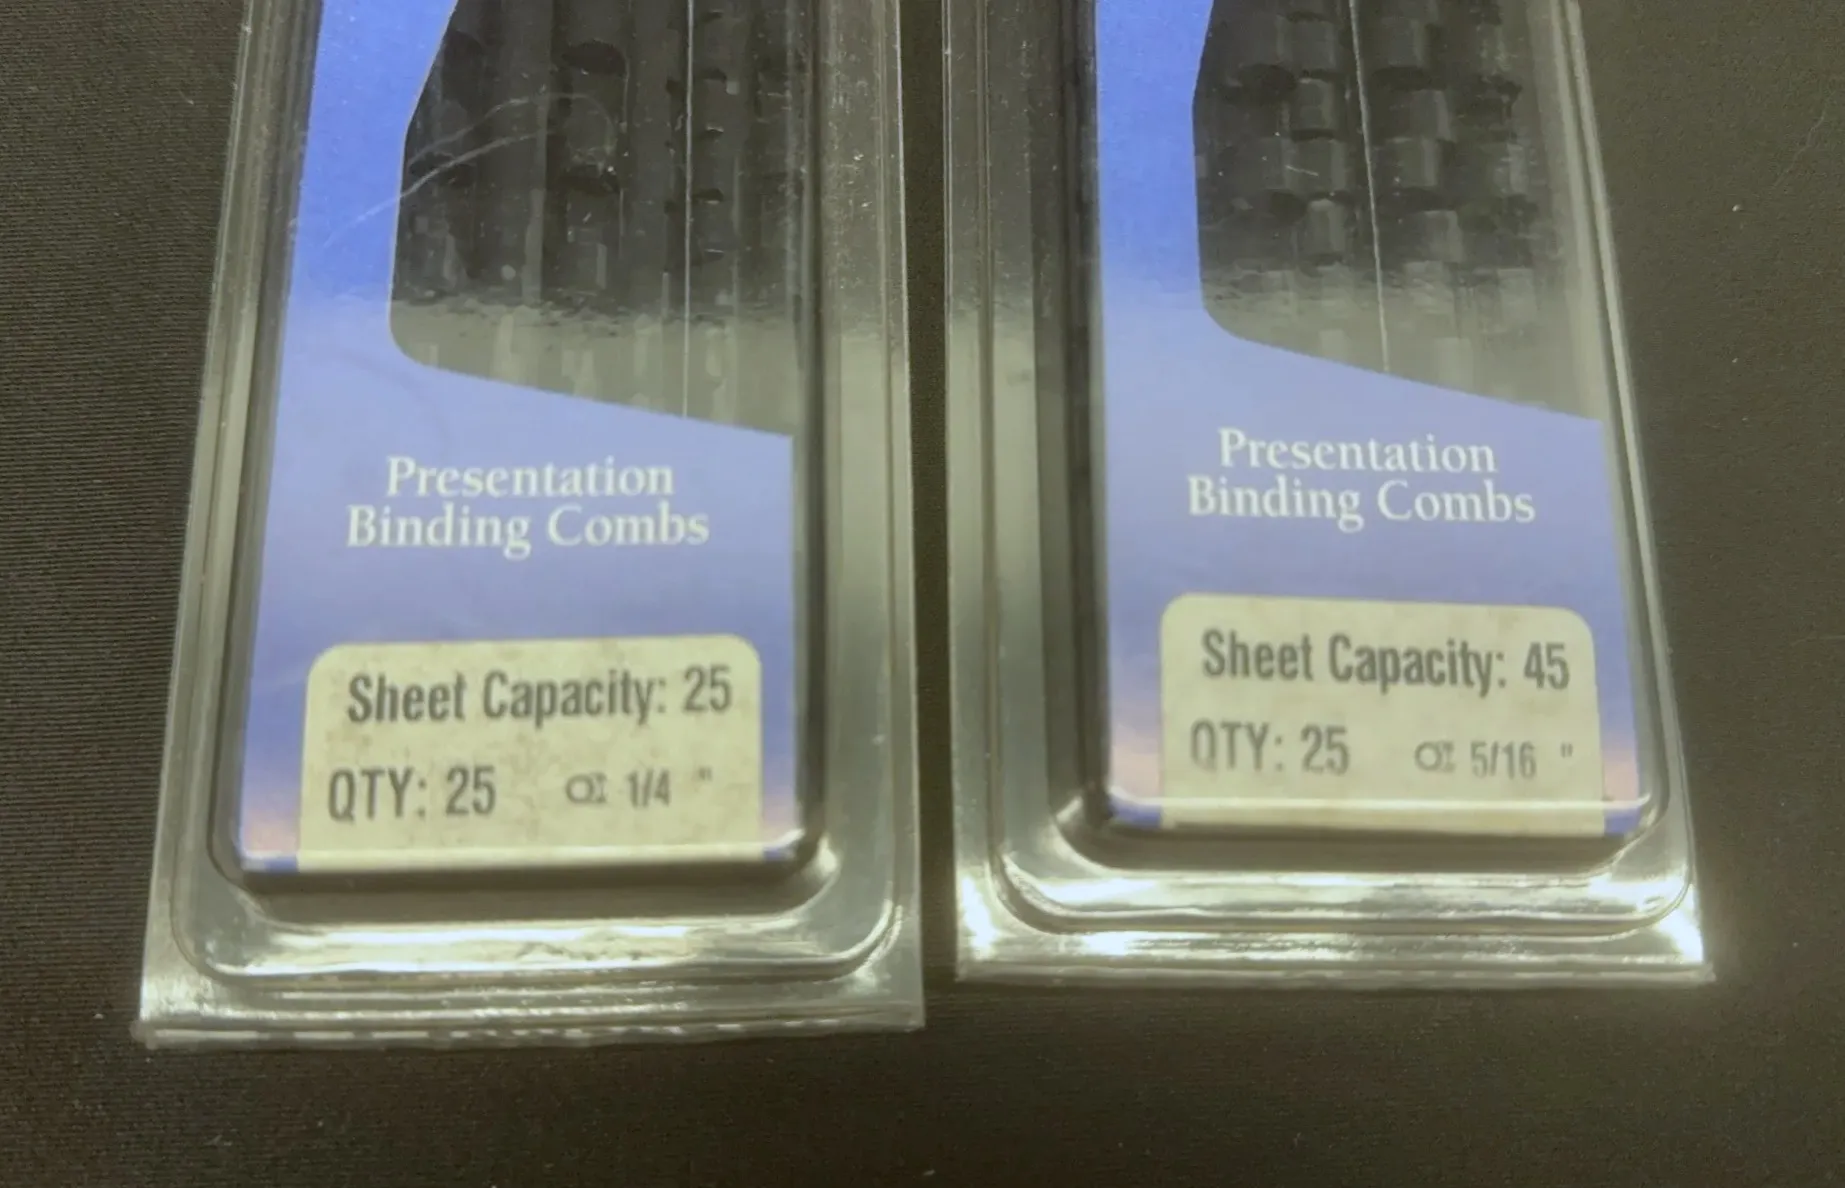 Presentation
Binding Combs
Sheet Capacity: 25
QTY: 25 1/4 "
Presentation
Binding Combs
Sheet Capacity: 45
QTY: 25 5/16 "